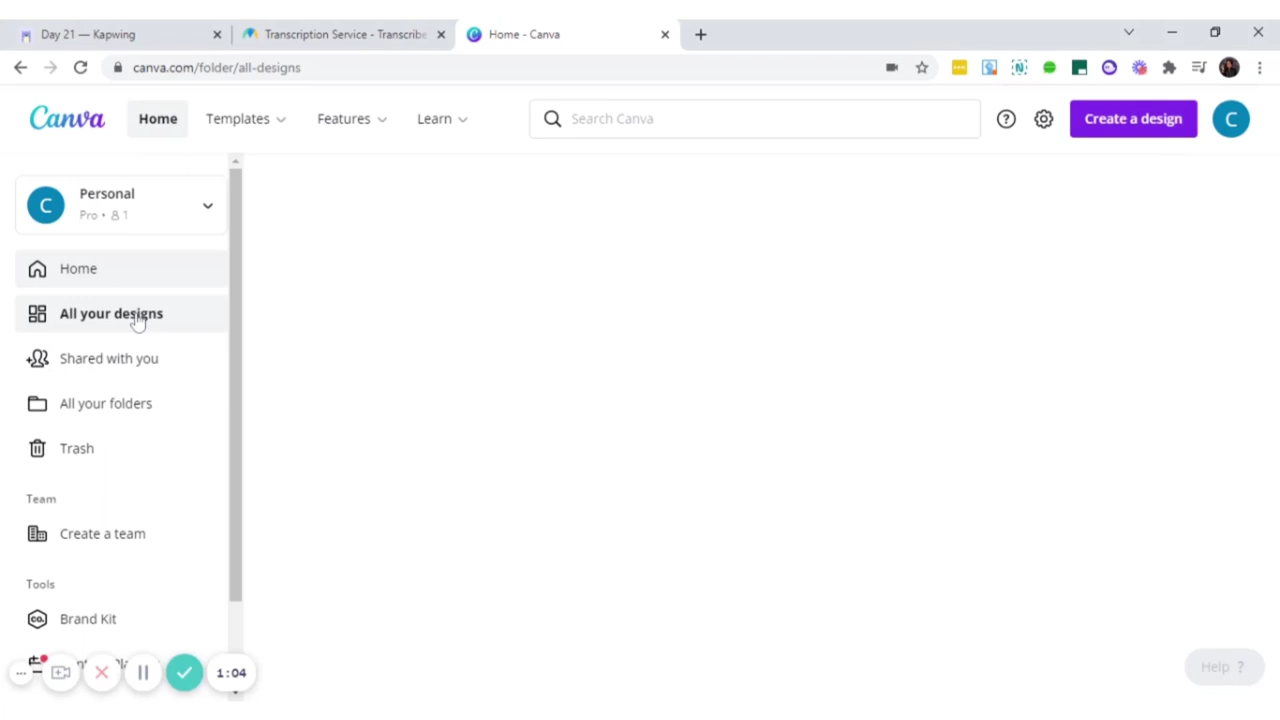 Day 21 — Kapwing
Transcription Service - Transcribe
Home - Canva
canva.com/folder/all-designs
Canva
Home
Templates
Features
Learn
Search Canva
?
Create a design
C
C
Personal
Pro • 1
Home
All your designs
Shared with you
All your folders
Trash
Team
Create a team
Tools
CO.
Brand Kit
1:04
Help ?